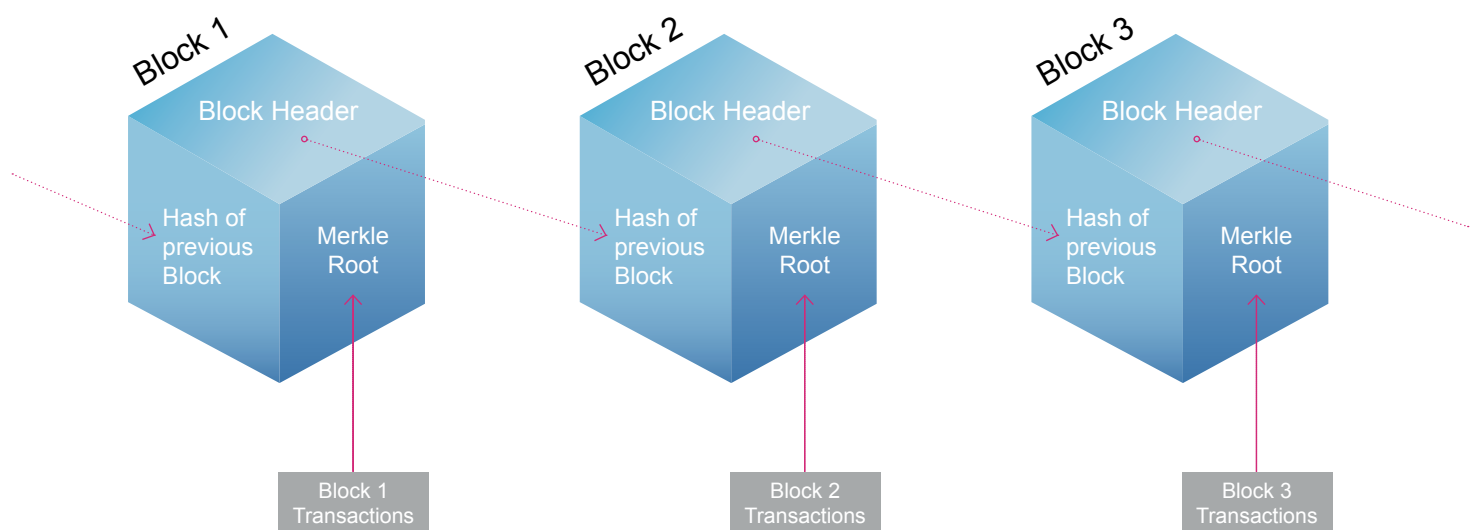 Block 1
Block Header
Hash of
previous
Block
Merkle
Root
Block 1
Transactions
Block 2
Block Header
Hash of
previous
Block
Merkle
Root
Block 2
Transactions
Block 3
Block Header
Hash of
previous
Block
Merkle
Root
Block 3
Transactions